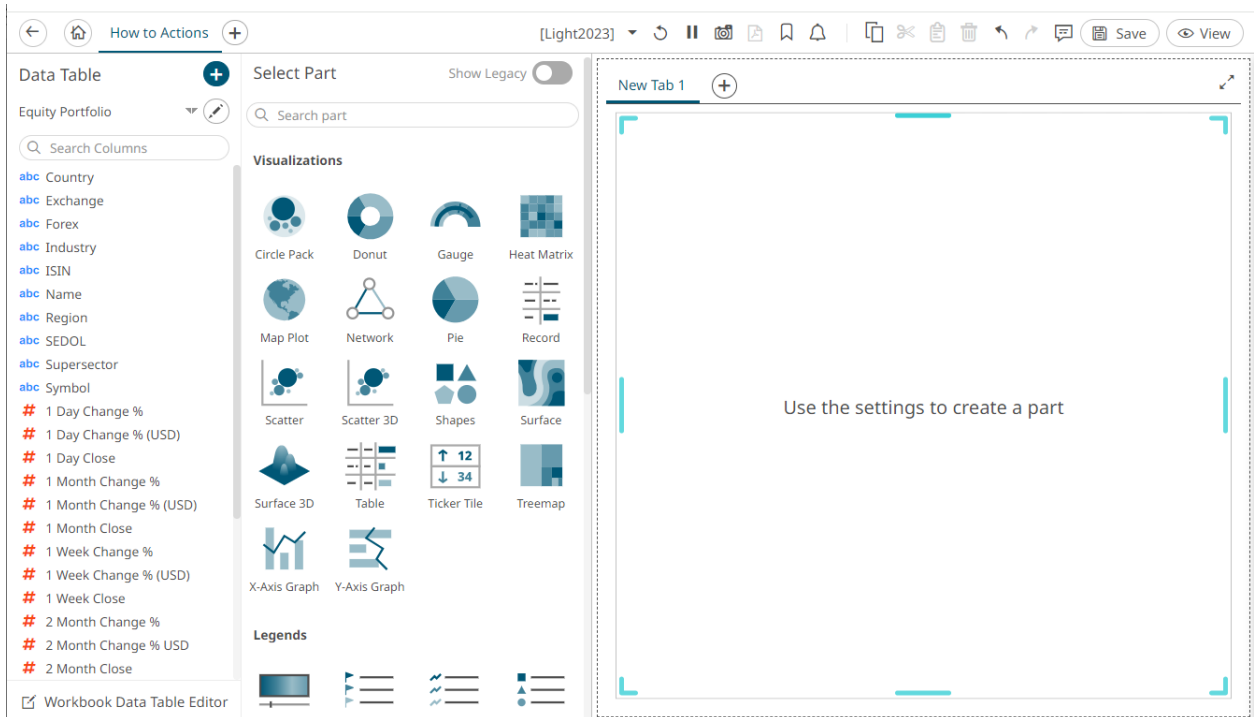 How to Actions
[Light2023]
Save
View
Data Table
Equity Portfolio
Search Columns
abc Country
abc Exchange
abc Forex
abc Industry
abc ISIN
abc Name
abc Region
abc SEDOL
abc Supersector
abc Symbol
# 1 Day Change %
# 1 Day Change % (USD)
# 1 Day Close
# 1 Month Change %
# 1 Month Change % (USD)
# 1 Month Close
# 1 Week Change %
# 1 Week Change % (USD)
# 1 Week Close
# 2 Month Change %
# 2 Month Change % USD
# 2 Month Close
Workbook Data Table Editor
Select Part
Show Legacy
Search part
Visualizations
Circle Pack
Donut
Gauge
Heat Matrix
Map Plot
Network
Pie
Record
Scatter
Scatter 3D
Shapes
Surface
12
34
Surface 3D
Table
Ticker Tile
Treemap
X-Axis Graph
Y-Axis Graph
Legends
New Tab 1
Use the settings to create a part